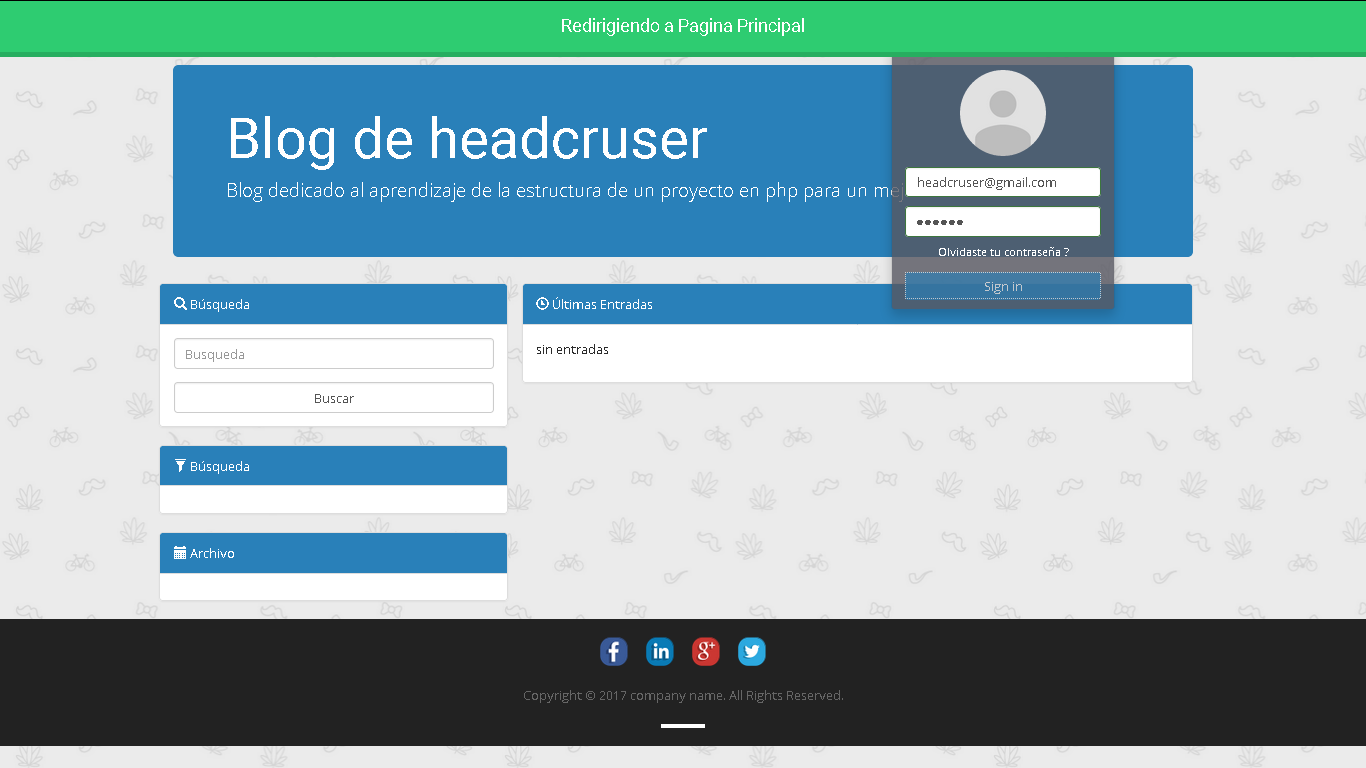 Redirigiendo a Pagina Principal
Blog de headcruser
Blog dedicado al aprendizaje de la estructura de un proyecto en php para un mej
headcruser@gmail.com
••••••
Olvidaste tu contraseña ?
Sign in
Búsqueda
Busqueda
Buscar
Búsqueda
Archivo
Últimas Entradas
sin entradas
Copyright © 2017 company name. All Rights Reserved.